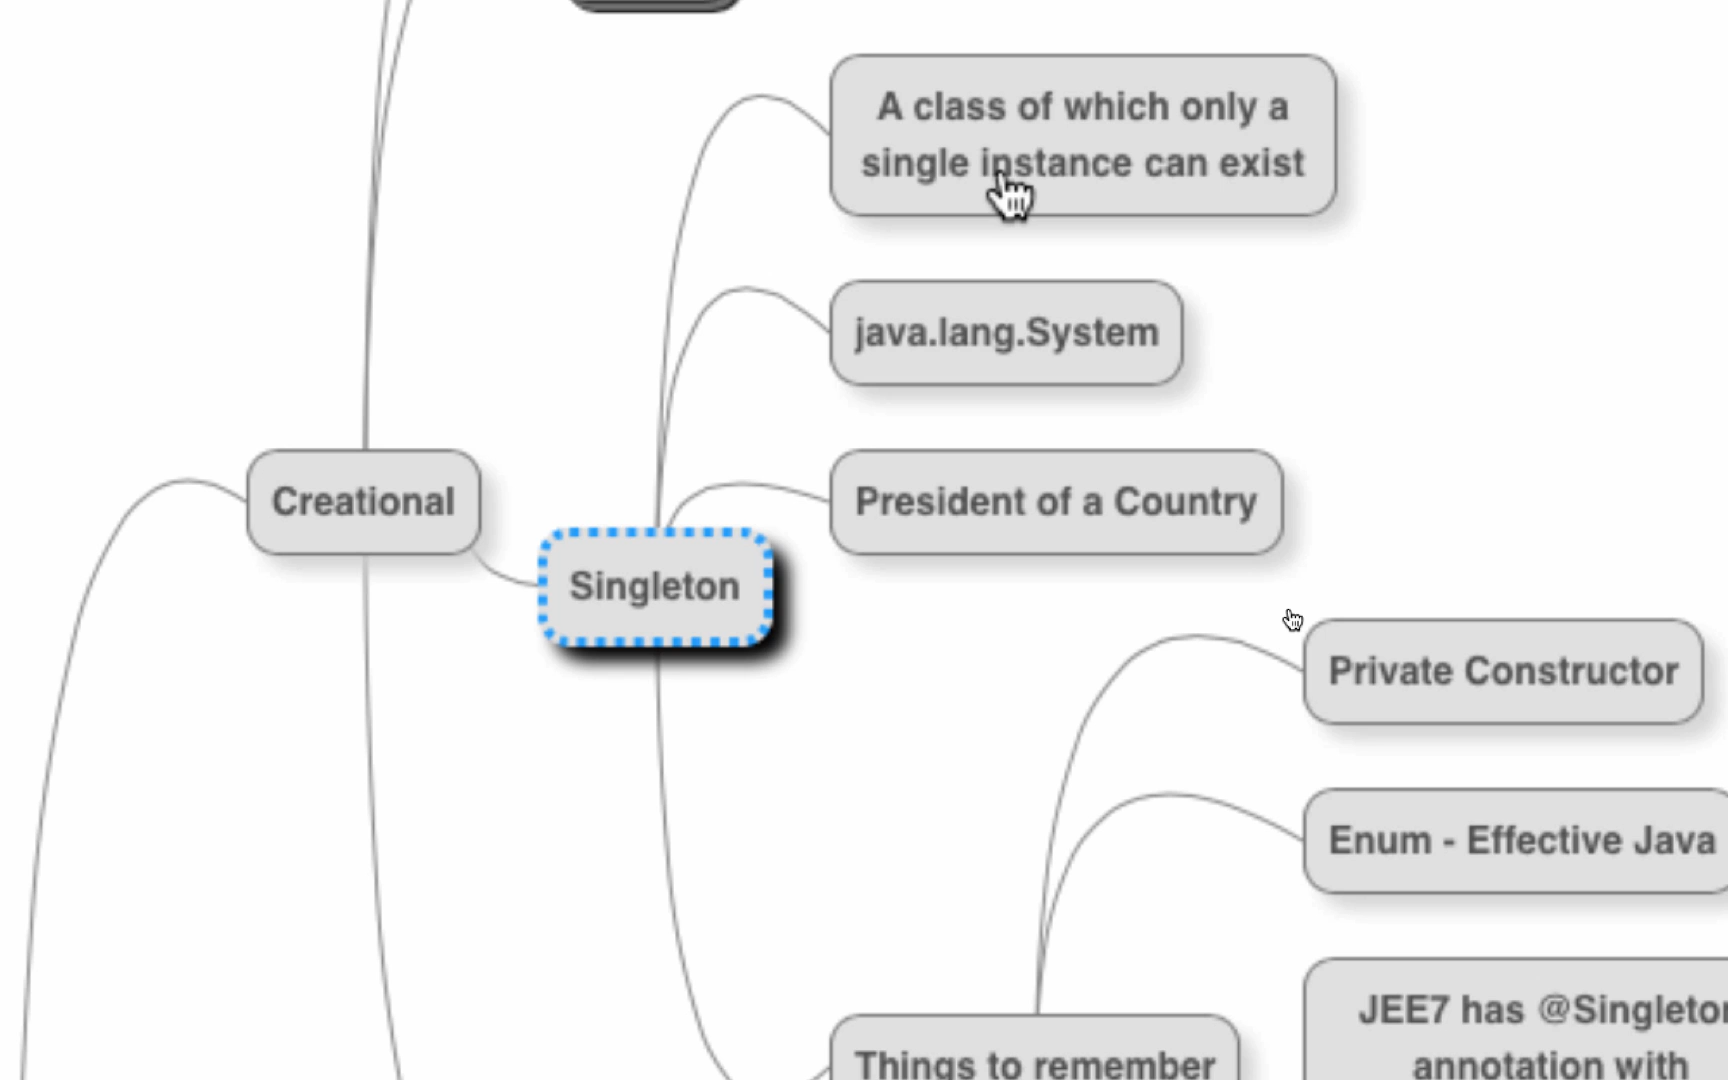 A class of which only a
single instance can exist
java.lang.System
President of a Country
Creational
Singleton
Private Constructor
Enum - Effective Java
Things to remember
JEE7 has @Singleton
annotation with